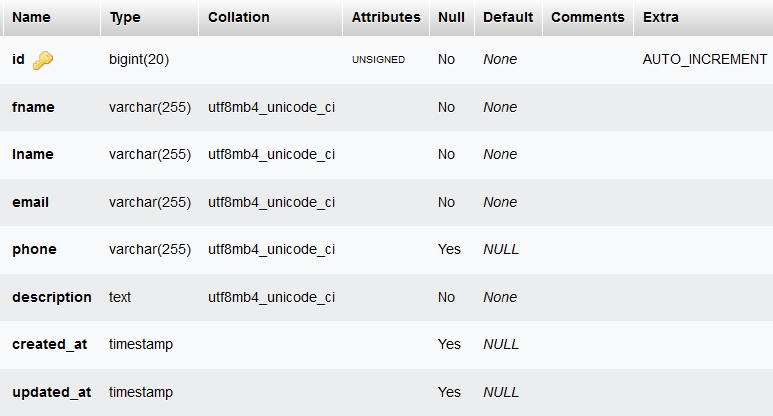 Name Type Collation Attributes Null Default Comments Extra
id bigint(20) UNSIGNED No None AUTO_INCREMENT
fname varchar(255) utf8mb4_unicode_ci No None
lname varchar(255) utf8mb4_unicode_ci No None
email varchar(255) utf8mb4_unicode_ci No None
phone varchar(255) utf8mb4_unicode_ci Yes NULL
description text utf8mb4_unicode_ci No None
created_at timestamp Yes NULL
updated_at timestamp Yes NULL